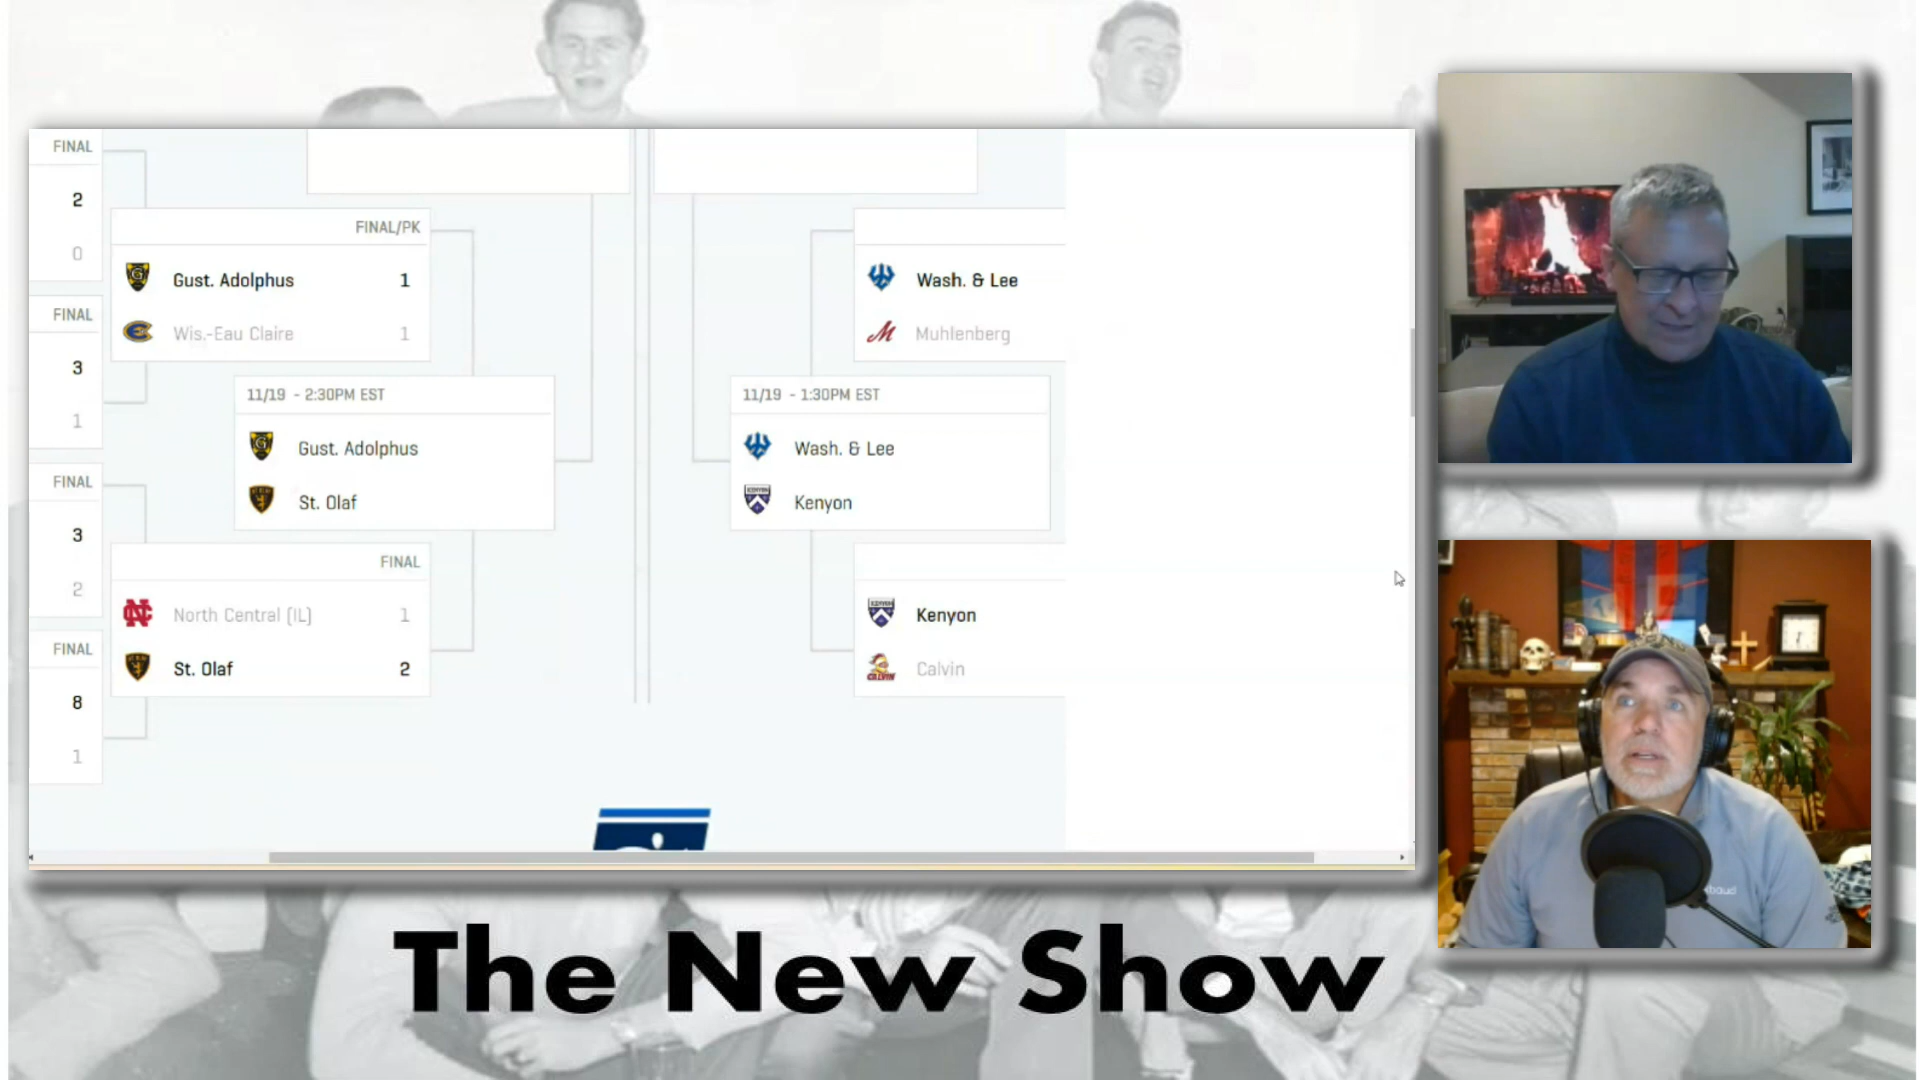 FINAL
2
0
FINAL
3
1
FINAL
3
2
FINAL
8
1
FINAL/PK
Gust. Adolphus 1
Wis.-Eau Claire 1
11/19 - 2:30PM EST
Gust. Adolphus
St. Olaf
FINAL
North Central (IL) 1
St. Olaf 2
Wash. & Lee
Muhlenberg
11/19 - 1:30PM EST
Wash. & Lee
Kenyon
Kenyon
Calvin
The New Show